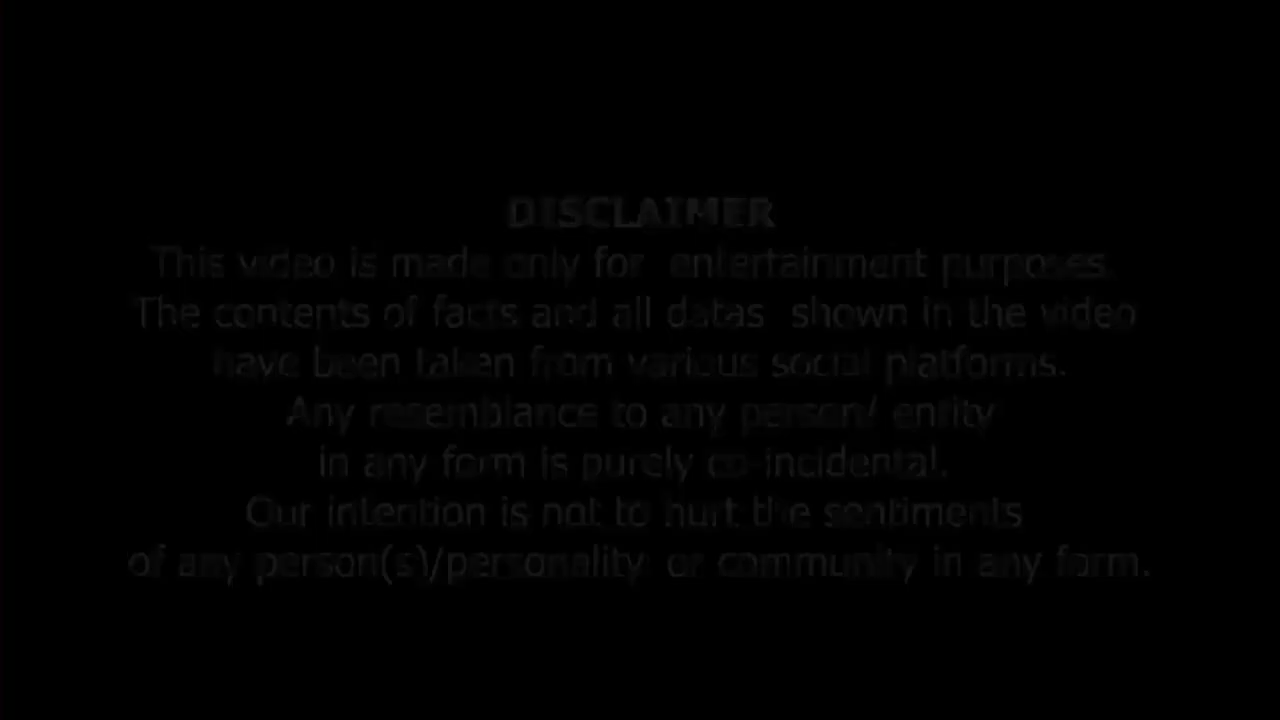 DISCLAIMER
This video is made only for entertainment purposes.
The contents of facts and all datas shown in the video
have been taken from various social platforms.
Any resemblance to any person/ entity
in any form is purely co-incidental.
Our intention is not to hurt the sentiments
of any person(s)/personality or community in any form.